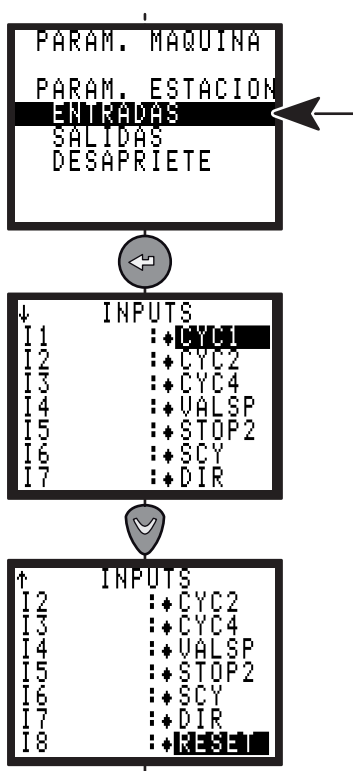 PARAM. MAQUINA
PARAM. ESTACION
ENTRADAS
SALIDAS
DESAPRIETE
↓ INPUTS
I1 :♦CYC1
I2 :♦CYC2
I3 :♦CYC4
I4 :♦VALSP
I5 :♦STOP2
I6 :♦SCY
I7 :♦DIR
↑ INPUTS
I2 :♦CYC2
I3 :♦CYC4
I4 :♦VALSP
I5 :♦STOP2
I6 :♦SCY
I7 :♦DIR
I8 :♦RESET